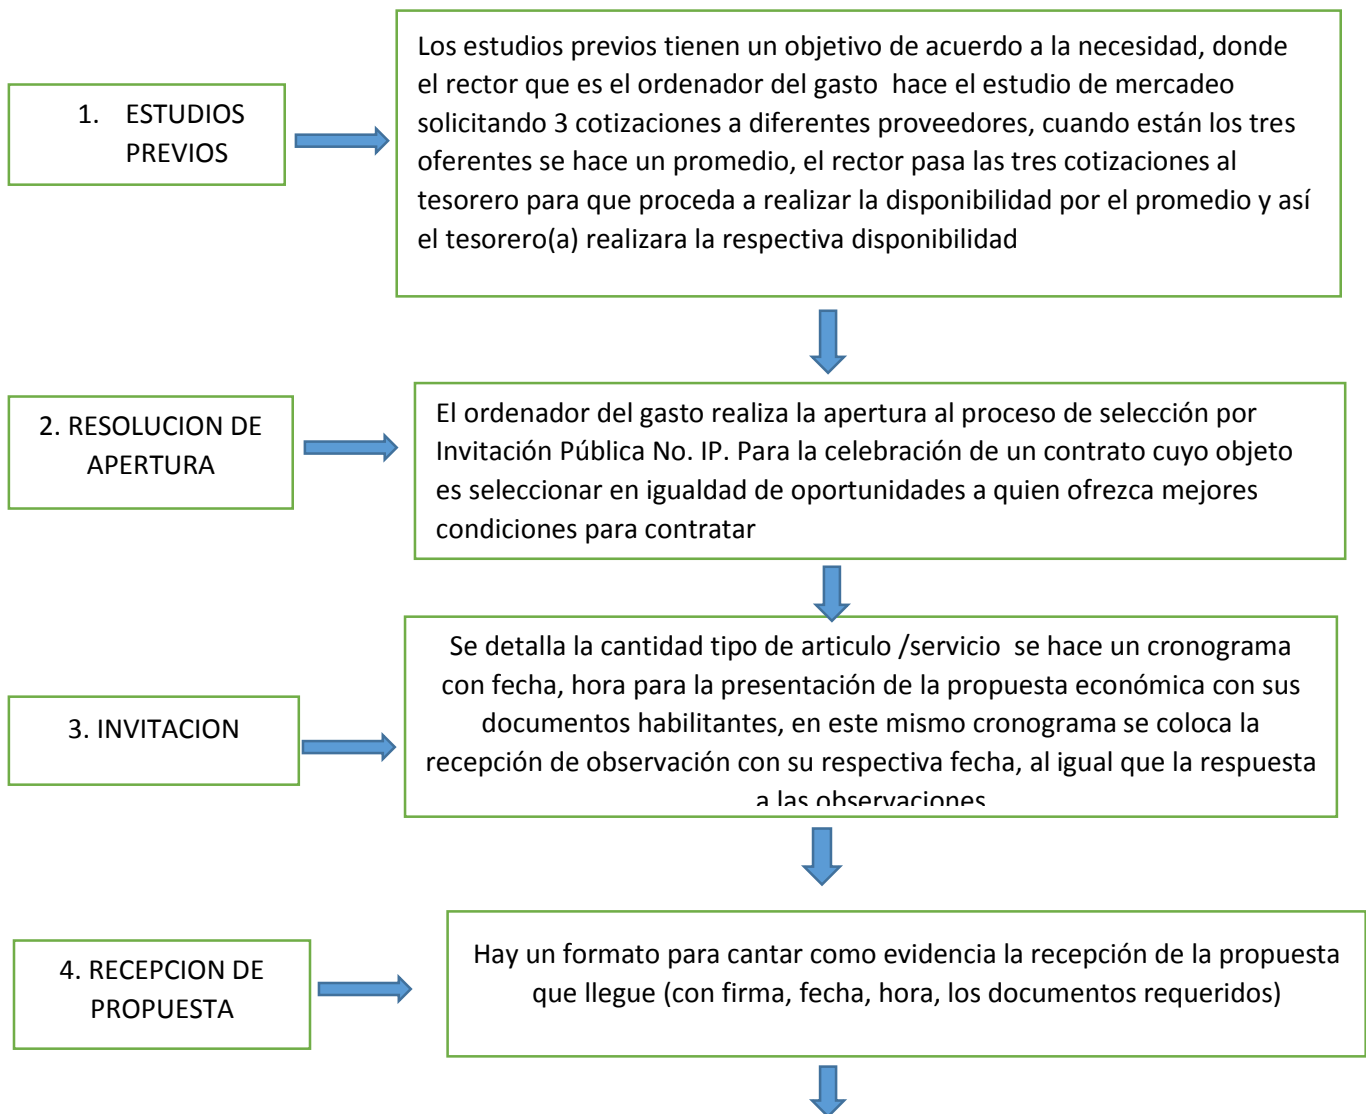 1. ESTUDIOS
PREVIOS
Los estudios previos tienen un objetivo de acuerdo a la necesidad, donde
el rector que es el ordenador del gasto  hace el estudio de mercadeo
solicitando 3 cotizaciones a diferentes proveedores, cuando están los tres
oferentes se hace un promedio, el rector pasa las tres cotizaciones al
tesorero para que proceda a realizar la disponibilidad por el promedio y así
el tesorero(a) realizara la respectiva disponibilidad
2. RESOLUCION DE
APERTURA
El ordenador del gasto realiza la apertura al proceso de selección por
Invitación Pública No. IP. Para la celebración de un contrato cuyo objeto
es seleccionar en igualdad de oportunidades a quien ofrezca mejores
condiciones para contratar
3. INVITACION
Se detalla la cantidad tipo de articulo /servicio  se hace un cronograma
con fecha, hora para la presentación de la propuesta económica con sus
documentos habilitantes, en este mismo cronograma se coloca la
recepción de observación con su respectiva fecha, al igual que la respuesta
a las observaciones
4. RECEPCION DE
PROPUESTA
Hay un formato para cantar como evidencia la recepción de la propuesta
que llegue (con firma, fecha, hora, los documentos requeridos)